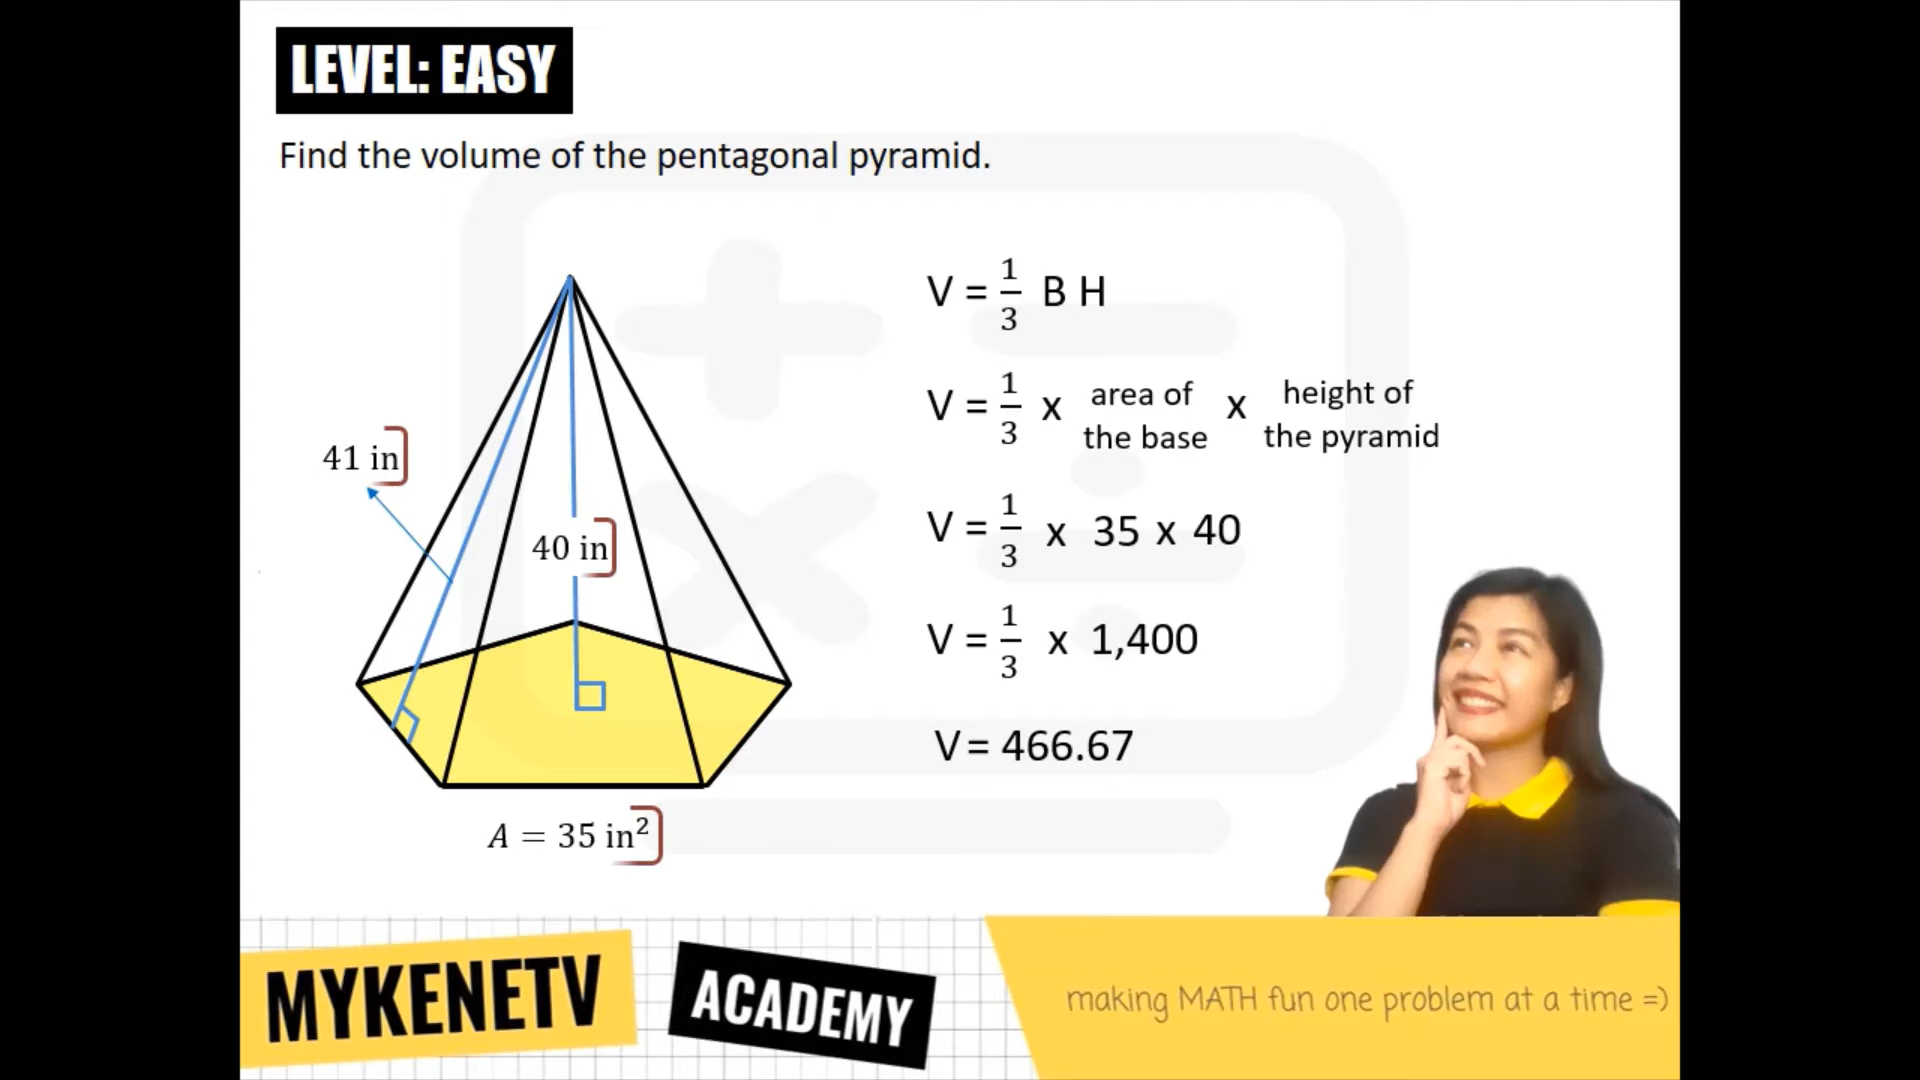 LEVEL: EASY
Find the volume of the pentagonal pyramid.
41 in
40 in
A = 35 in²
V = 1/3 B H
V = 1/3 x area of the base x height of the pyramid
V = 1/3 x 35 x 40
V = 1/3 x 1,400
V = 466.67
MYKENETV ACADEMY
making MATH fun one problem at a time =)